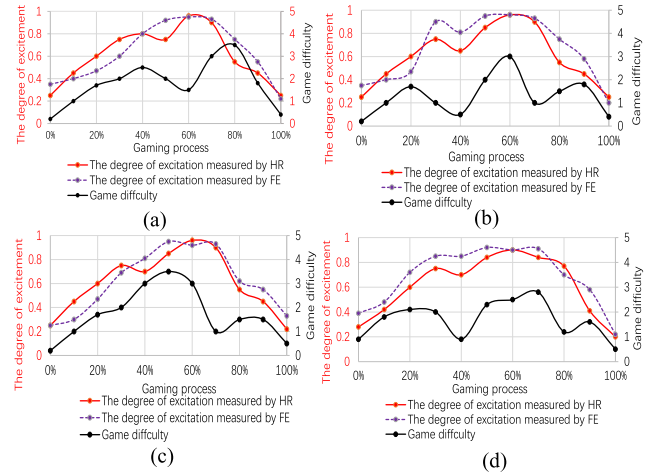 The degree of excitement
1
0.8
0.6
0.4
0.2
0
5
4
3
2
1
0
Game difficulty
0% 20% 40% 60% 80% 100%
Gaming process
The degree of excitation measured by HR
The degree of excitation measured by FE
Game diffculty
(a)
The degree of excitement
1
0.8
0.6
0.4
0.2
0
5
4
3
2
1
0
Game difficulty
0% 20% 40% 60% 80% 100%
Gaming process
The degree of excitation measured by HR
The degree of excitation measured by FE
Game diffculty
(b)
The degree of excitement
1
0.8
0.6
0.4
0.2
0
5
4
3
2
1
0
Game difficulty
0% 20% 40% 60% 80% 100%
Gaming process
The degree of excitation measured by HR
The degree of excitation measured by FE
Game diffculty
(c)
The degree of excitement
1
0.8
0.6
0.4
0.2
0
5
4
3
2
1
0
Game difficulty
0% 20% 40% 60% 80% 100%
Gaming process
The degree of excitation measured by HR
The degree of excitation measured by FE
Game diffculty
(d)